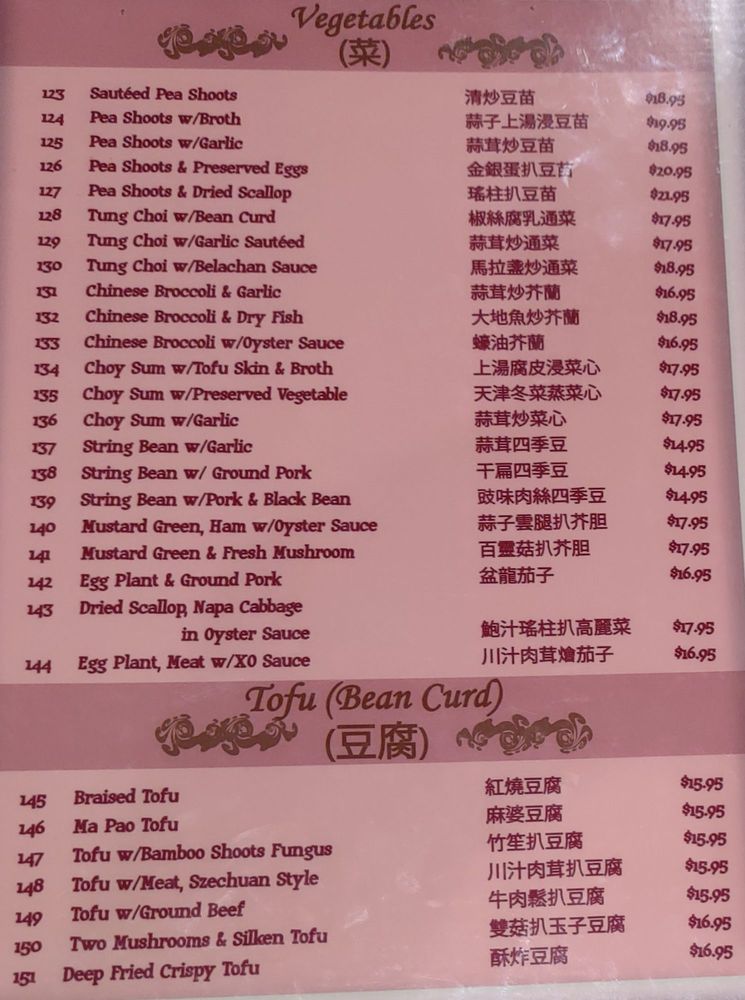 Vegetables
(菜)
123 Sautéed Pea Shoots 清炒豆苗 $18.95
124 Pea Shoots w/Broth 蒜子上湯浸豆苗 $19.95
125 Pea Shoots w/Garlic 蒜茸炒豆苗 $18.95
126 Pea Shoots & Preserved Eggs 金銀蛋扒豆苗 $20.95
127 Pea Shoots & Dried Scallop 瑤柱扒豆苗 $21.95
128 Tung Choi w/Bean Curd 椒絲腐乳通菜 $17.95
129 Tung Choi w/Garlic Sautéed 蒜茸炒通菜 $17.95
130 Tung Choi w/Belachan Sauce 馬拉盞炒通菜 $18.95
131 Chinese Broccoli & Garlic 蒜茸炒芥蘭 $16.95
132 Chinese Broccoli & Dry Fish 大地魚炒芥蘭 $18.95
133 Chinese Broccoli w/Oyster Sauce 蠔油芥蘭 $16.95
134 Choy Sum w/Tofu Skin & Broth 上湯腐皮浸菜心 $17.95
135 Choy Sum w/Preserved Vegetable 天津冬菜蒸菜心 $17.95
136 Choy Sum w/Garlic 蒜茸炒菜心 $17.95
137 String Bean w/Garlic 蒜茸四季豆 $14.95
138 String Bean w/ Ground Pork 干扁四季豆 $14.95
139 String Bean w/Pork & Black Bean 豉味肉絲四季豆 $14.95
140 Mustard Green, Ham w/Oyster Sauce 蒜子雲腿扒芥胆 $17.95
141 Mustard Green & Fresh Mushroom 百靈菇扒芥胆 $17.95
142 Egg Plant & Ground Pork 盆龍茄子 $16.95
143 Dried Scallop, Napa Cabbage
in Oyster Sauce 鮑汁瑤柱扒高麗菜 $17.95
144 Egg Plant, Meat w/XO Sauce 川汁肉茸燴茄子 $16.95
Tofu (Bean Curd)
(豆腐)
145 Braised Tofu 紅燒豆腐 $15.95
146 Ma Pao Tofu 麻婆豆腐 $15.95
147 Tofu w/Bamboo Shoots Fungus 竹笙扒豆腐 $15.95
148 Tofu w/Meat, Szechuan Style 川汁肉茸扒豆腐 $15.95
149 Tofu w/Ground Beef 牛肉鬆扒豆腐 $15.95
150 Two Mushrooms & Silken Tofu 雙菇扒玉子豆腐 $16.95
151 Deep Fried Crispy Tofu 酥炸豆腐 $16.95